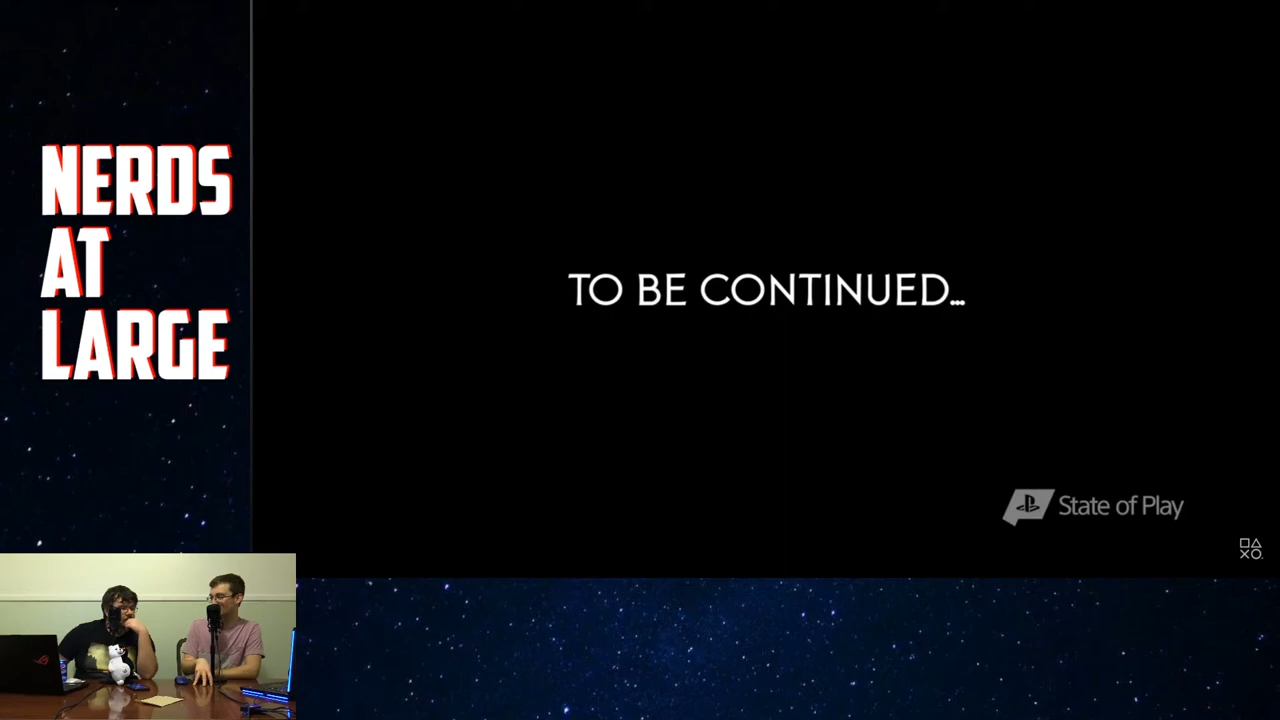 NERDS
AT
LARGE
TO BE CONTINUED...
State of Play